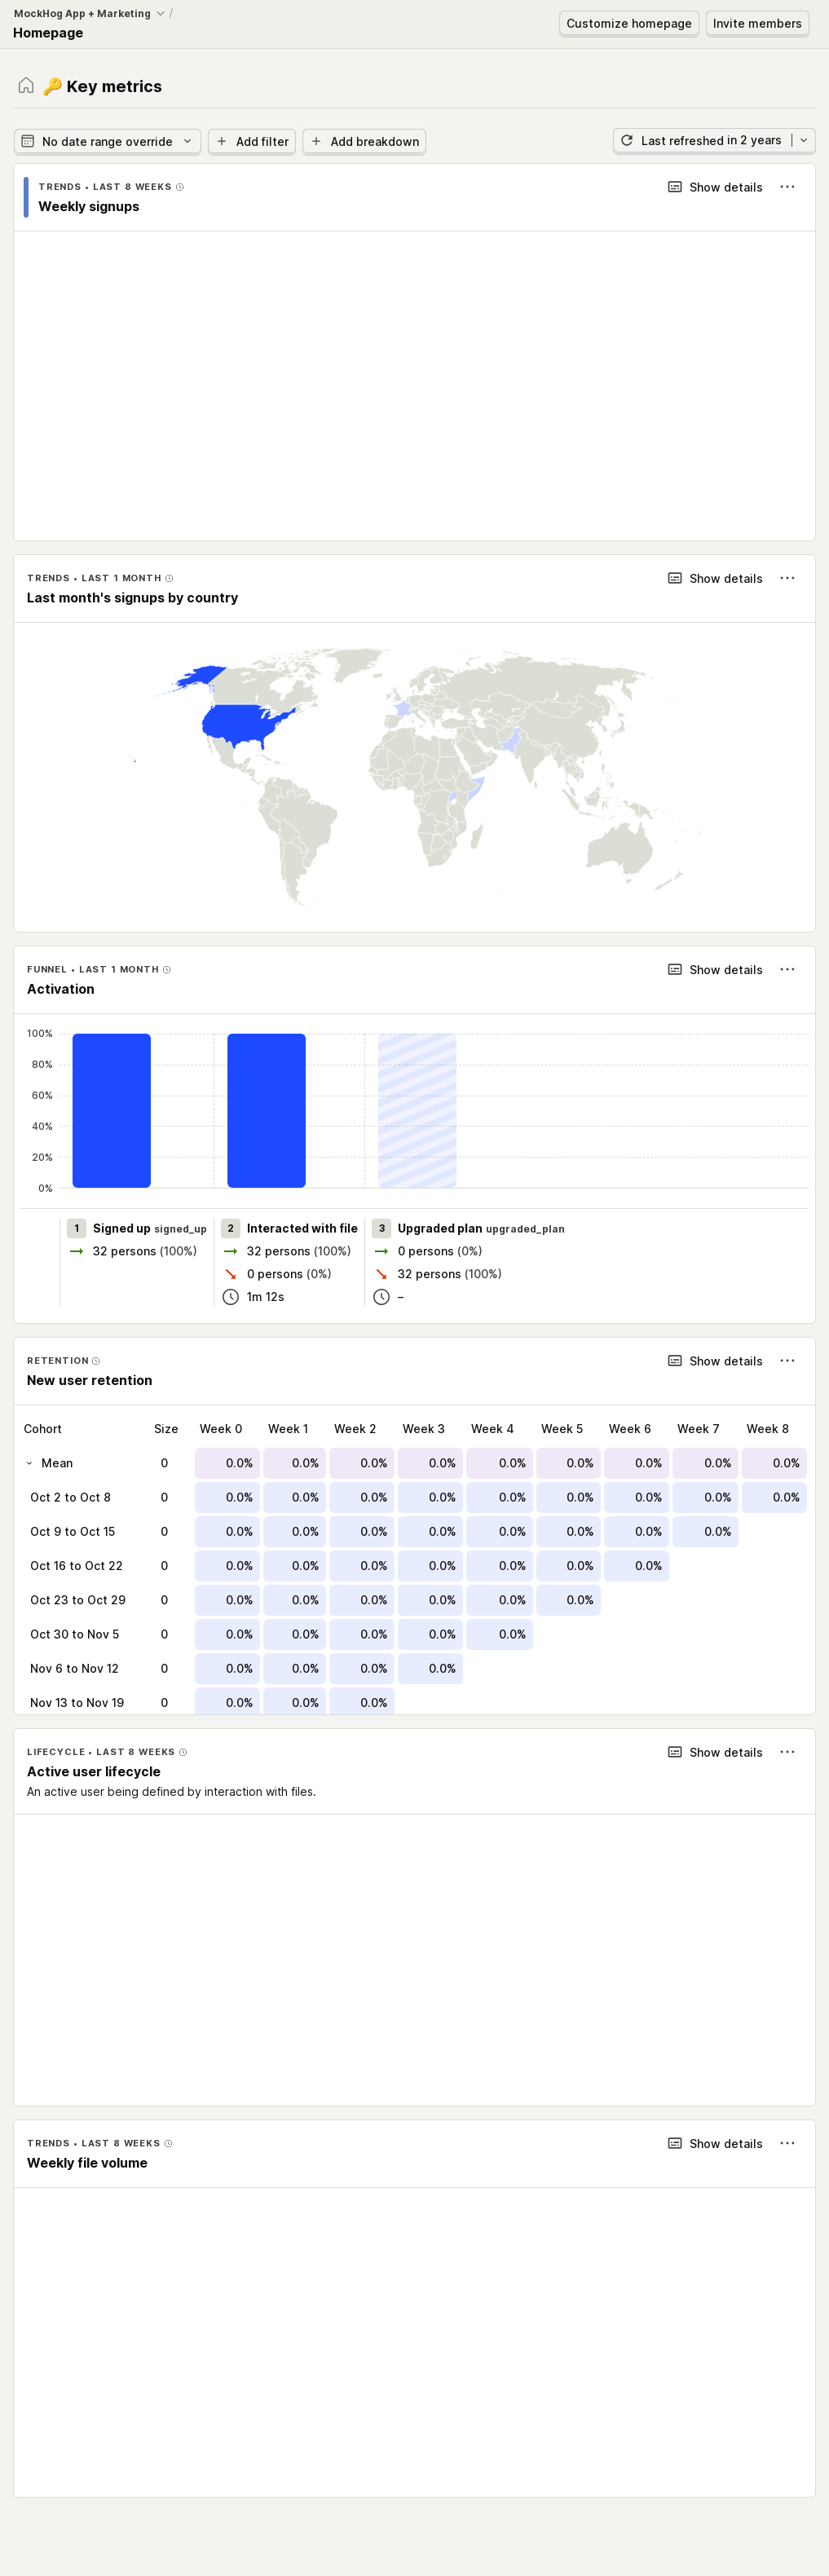 MockHog App + Marketing /
Homepage
Customize homepage
Invite members
🔑 Key metrics
No date range override
Add filter
Add breakdown
Last refreshed in 2 years
TRENDS • LAST 8 WEEKS
Show details
Weekly signups
TRENDS • LAST 1 MONTH
Show details
Last month's signups by country
FUNNEL • LAST 1 MONTH
Show details
Activation
100%
80%
60%
40%
20%
0%
1 Signed up signed_up
32 persons (100%)
2 Interacted with file
32 persons (100%)
0 persons (0%)
1m 12s
3 Upgraded plan upgraded_plan
0 persons (0%)
32 persons (100%)
–
RETENTION
Show details
New user retention
Cohort Size Week 0 Week 1 Week 2 Week 3 Week 4 Week 5 Week 6 Week 7 Week 8
Mean 0 0.0% 0.0% 0.0% 0.0% 0.0% 0.0% 0.0% 0.0% 0.0%
Oct 2 to Oct 8 0 0.0% 0.0% 0.0% 0.0% 0.0% 0.0% 0.0% 0.0% 0.0%
Oct 9 to Oct 15 0 0.0% 0.0% 0.0% 0.0% 0.0% 0.0% 0.0% 0.0%
Oct 16 to Oct 22 0 0.0% 0.0% 0.0% 0.0% 0.0% 0.0% 0.0%
Oct 23 to Oct 29 0 0.0% 0.0% 0.0% 0.0% 0.0% 0.0%
Oct 30 to Nov 5 0 0.0% 0.0% 0.0% 0.0% 0.0%
Nov 6 to Nov 12 0 0.0% 0.0% 0.0% 0.0%
Nov 13 to Nov 19 0 0.0% 0.0% 0.0%
LIFECYCLE • LAST 8 WEEKS
Show details
Active user lifecycle
An active user being defined by interaction with files.
TRENDS • LAST 8 WEEKS
Show details
Weekly file volume